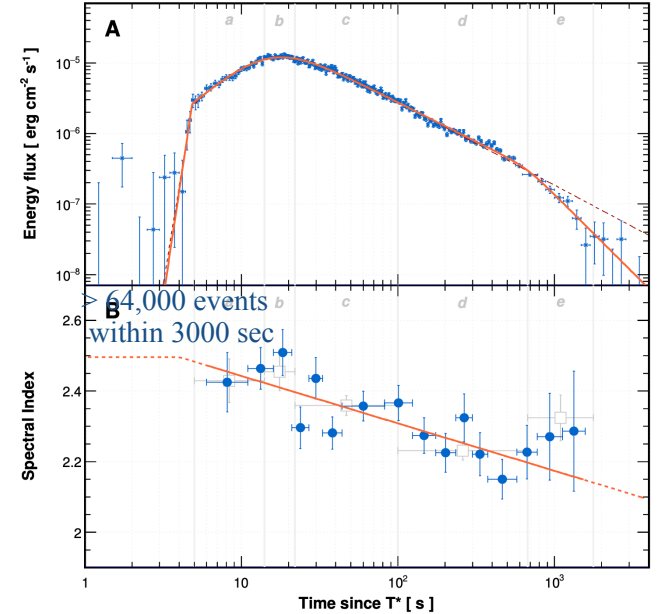 A
a b c d e
Energy flux [ erg cm⁻² s⁻¹ ]
10⁻⁵
10⁻⁶
10⁻⁷
10⁻⁸
> 64,000 events
within 3000 sec
B
a b c d e
Spectral Index
2.6
2.4
2.2
2
1 10 10² 10³
Time since T* [ s ]